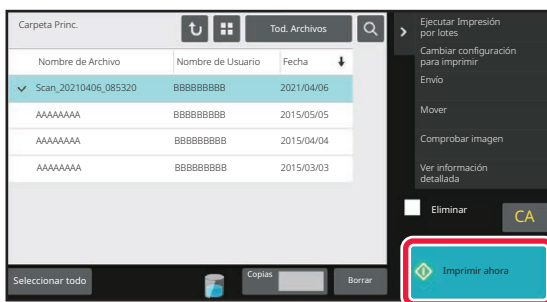 Carpeta Princ.
Tod. Archivos
Nombre de Archivo Nombre de Usuario Fecha
Scan_20210406_085320 BBBBBBBBB 2021/04/06
AAAAAAAA BBBBBBBBB 2015/05/05
AAAAAAAA BBBBBBBBB 2015/04/04
AAAAAAAA BBBBBBBBB 2015/03/03
Seleccionar todo
Copias
Borrar
Ejecutar Impresión
por lotes
Cambiar configuración
para imprimir
Envío
Mover
Comprobar imagen
Ver información
detallada
Eliminar
CA
Imprimir ahora